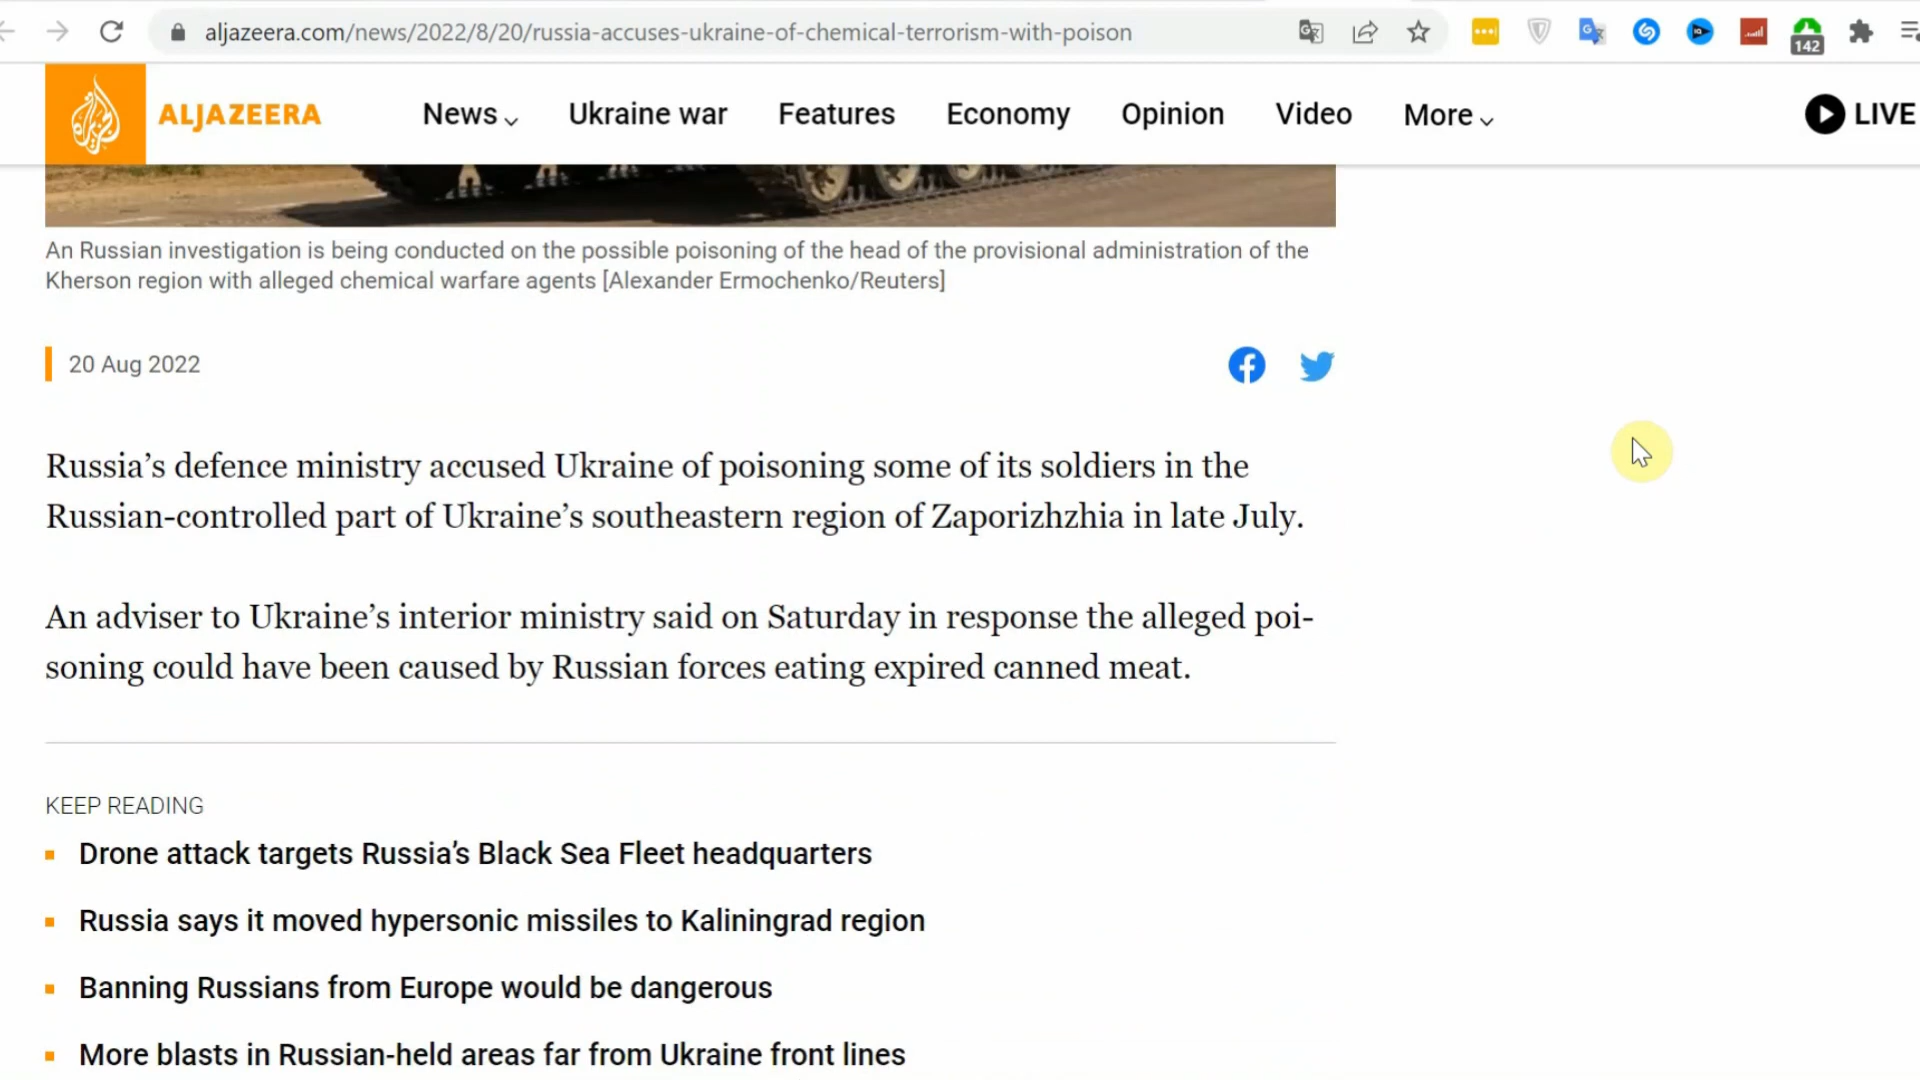 aljazeera.com/news/2022/8/20/russia-accuses-ukraine-of-chemical-terrorism-with-poison
142
ALJAZEERA
News
Ukraine war
Features
Economy
Opinion
Video
More
LIVE
An Russian investigation is being conducted on the possible poisoning of the head of the provisional administration of the
Kherson region with alleged chemical warfare agents [Alexander Ermochenko/Reuters]
20 Aug 2022
Russia’s defence ministry accused Ukraine of poisoning some of its soldiers in the
Russian-controlled part of Ukraine’s southeastern region of Zaporizhzhia in late July.
An adviser to Ukraine’s interior ministry said on Saturday in response the alleged poi-
soning could have been caused by Russian forces eating expired canned meat.
KEEP READING
Drone attack targets Russia’s Black Sea Fleet headquarters
Russia says it moved hypersonic missiles to Kaliningrad region
Banning Russians from Europe would be dangerous
More blasts in Russian-held areas far from Ukraine front lines